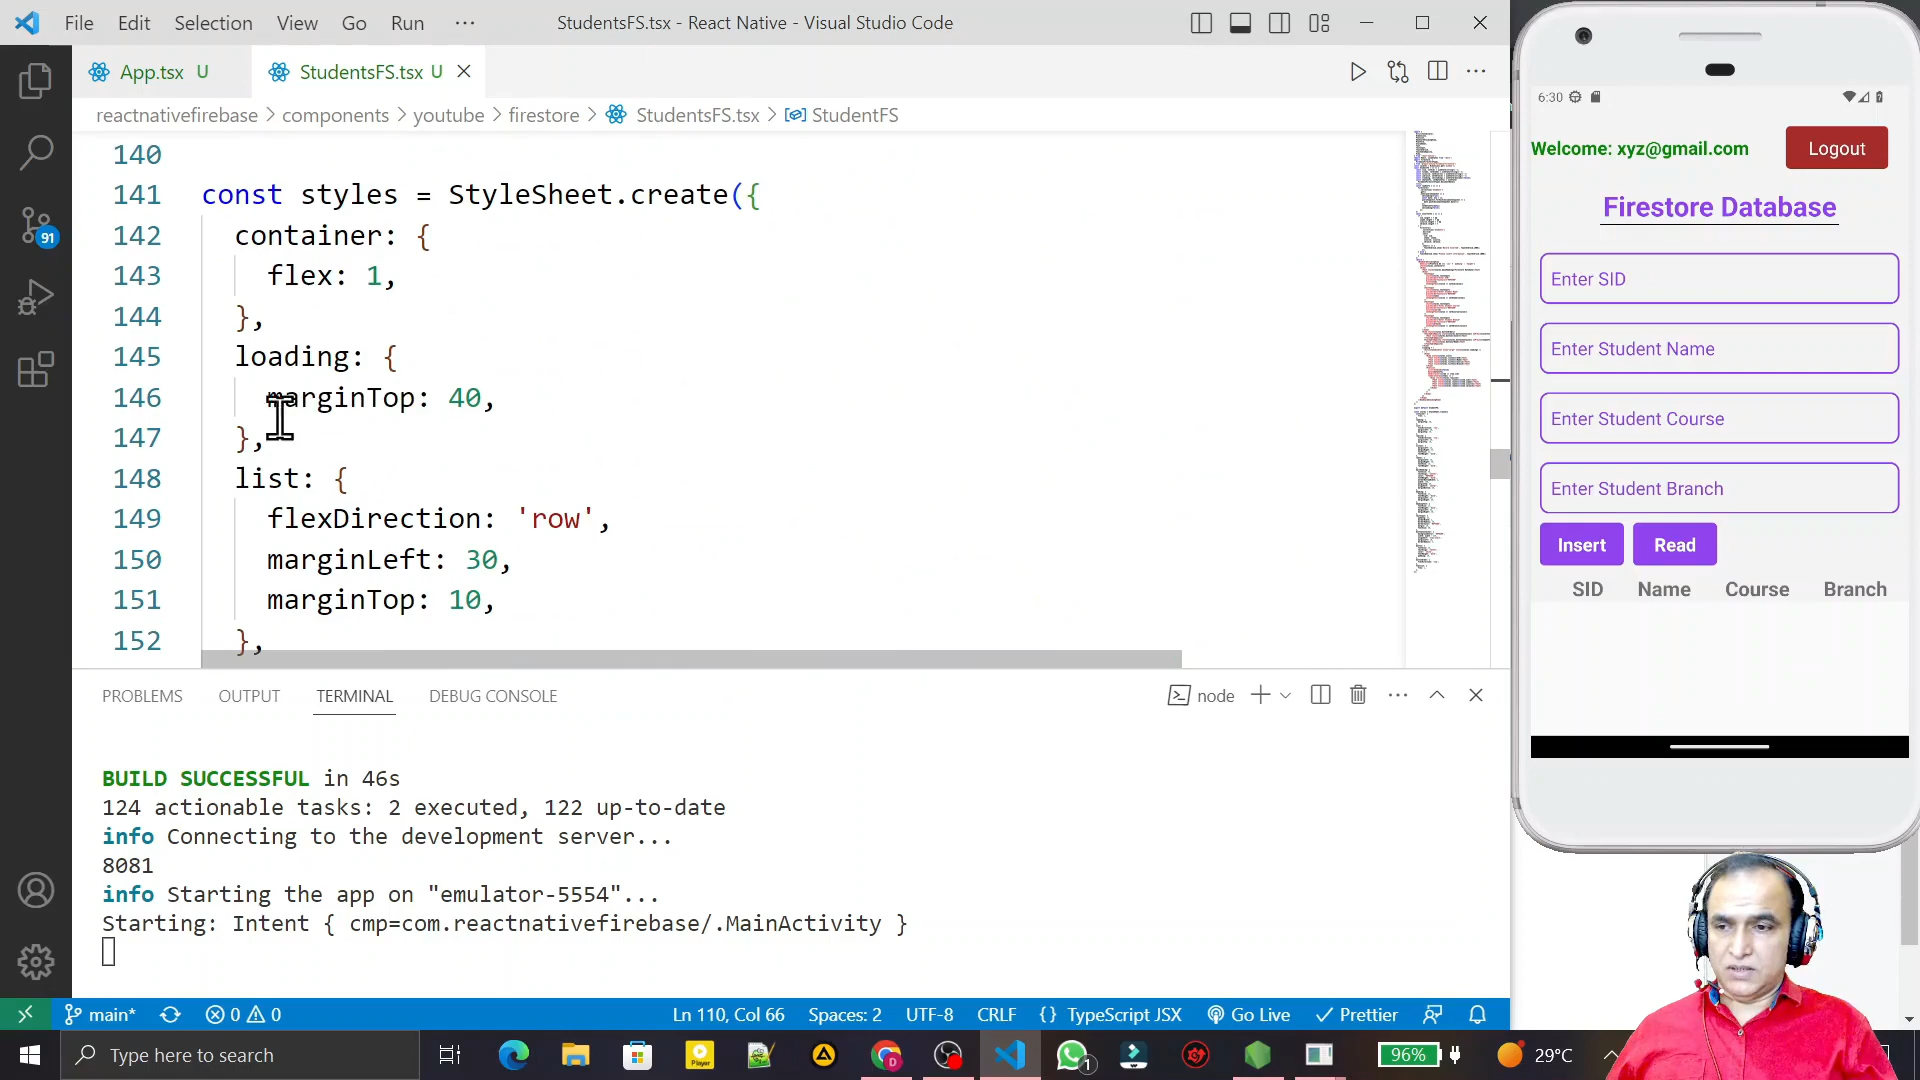 File Edit Selection View Go Run ··· StudentsFS.tsx - React Native - Visual Studio Code
App.tsx U StudentsFS.tsx U
reactnativefirebase > components > youtube > firestore > StudentsFS.tsx > StudentFS
140
141 const styles = StyleSheet.create({
142 container: {
143 flex: 1,
144 },
145 loading: {
146 marginTop: 40,
147 },
148 list: {
149 flexDirection: 'row',
150 marginLeft: 30,
151 marginTop: 10,
152 },
91
PROBLEMS OUTPUT TERMINAL DEBUG CONSOLE node
BUILD SUCCESSFUL in 46s
124 actionable tasks: 2 executed, 122 up-to-date
info Connecting to the development server...
8081
info Starting the app on "emulator-5554"...
Starting: Intent { cmp=com.reactnativefirebase/.MainActivity }
main* 0 0 Ln 110, Col 66 Spaces: 2 UTF-8 CRLF {} TypeScript JSX Go Live Prettier
Type here to search Player 1 96% 29°C
6:30
Welcome: xyz@gmail.com Logout
Firestore Database
Enter SID
Enter Student Name
Enter Student Course
Enter Student Branch
Insert Read
SID Name Course Branch